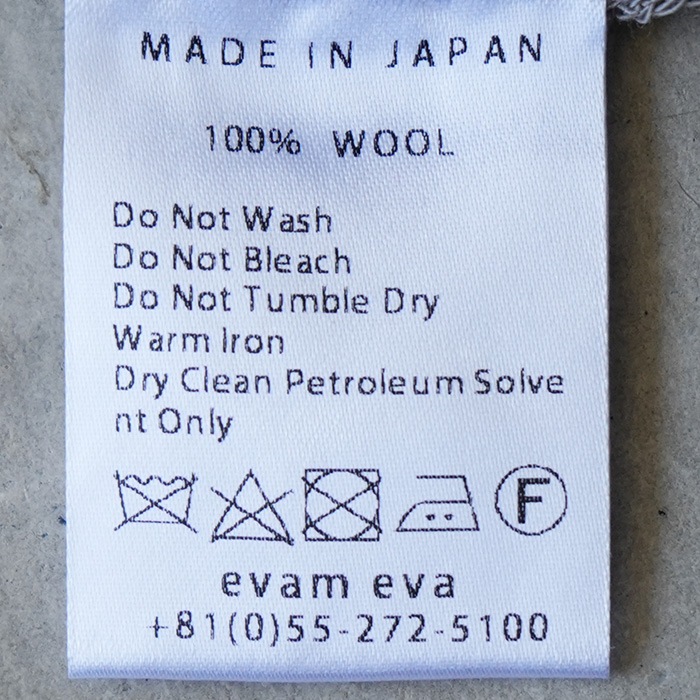 MADE IN JAPAN
100% WOOL
Do Not Wash
Do Not Bleach
Do Not Tumble Dry
Warm Iron
Dry Clean Petroleum Solve
nt Only
F
evam eva
+81(0)55-272-5100